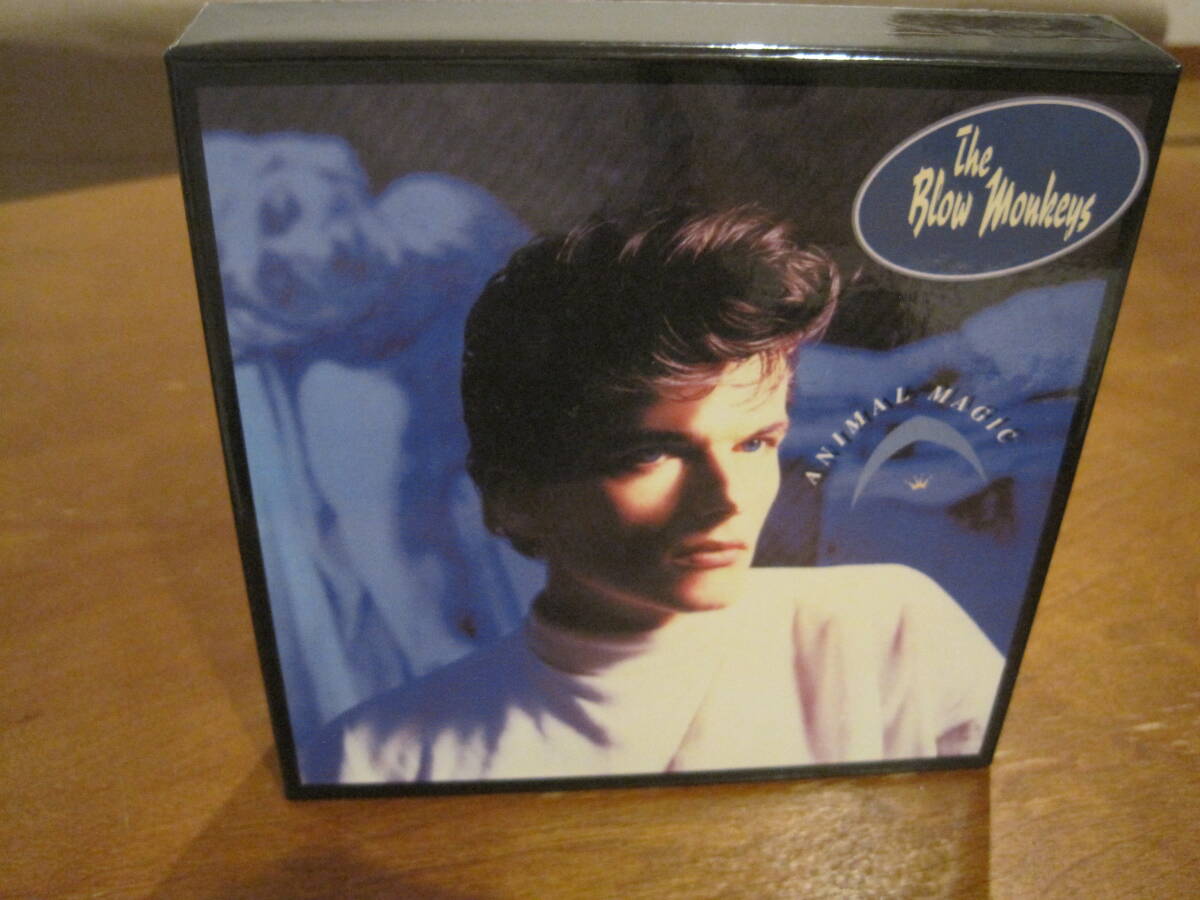 The
Blow Monkeys
ANIMAL MAGIC